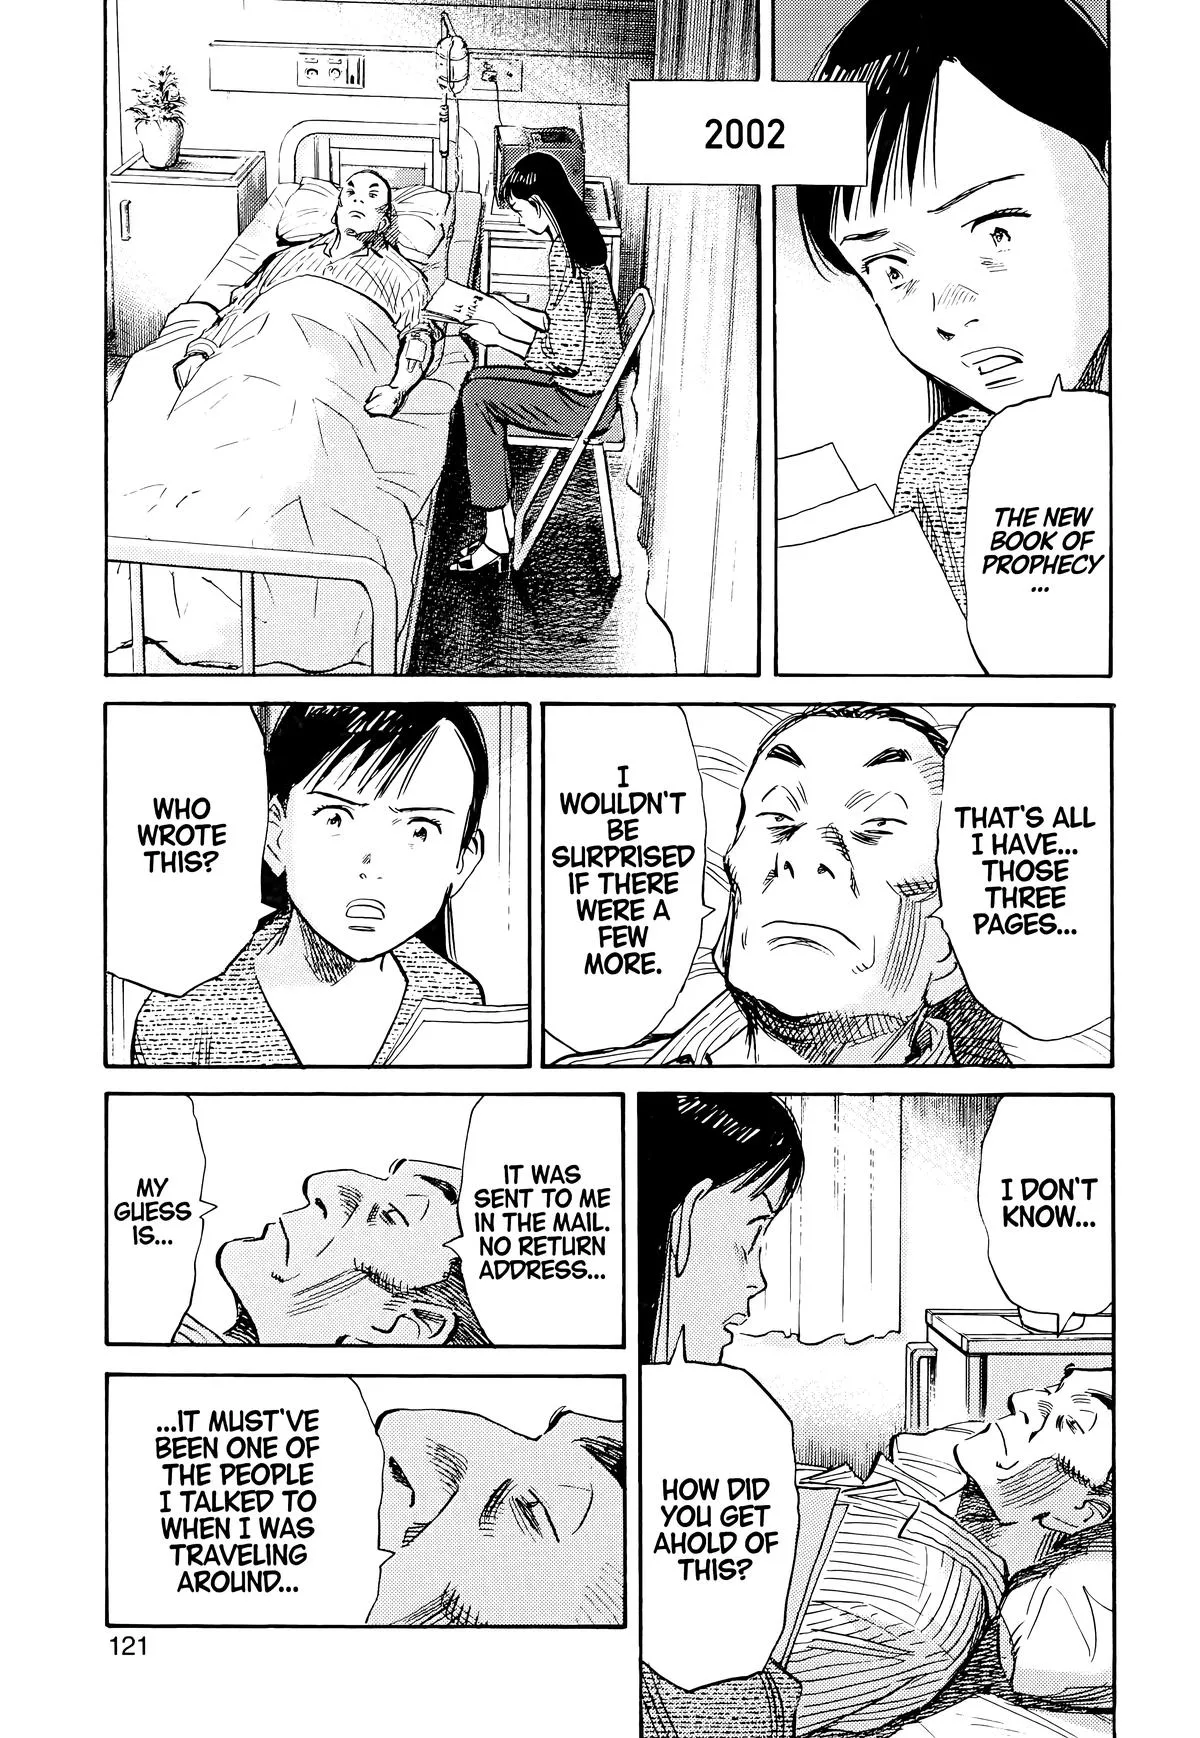 2002
THE NEW
BOOK OF
PROPHECY
...
THAT'S ALL
I HAVE...
THOSE
THREE
PAGES...
I
WOULDN'T
BE
SURPRISED
IF THERE
WERE A
FEW
MORE.
WHO
WROTE
THIS?
I DON'T
KNOW...
HOW DID
YOU GET
AHOLD OF
THIS?
IT WAS
SENT TO ME
IN THE MAIL.
NO RETURN
ADDRESS...
MY
GUESS
IS...
...IT MUST'VE
BEEN ONE OF
THE PEOPLE
I TALKED TO
WHEN I WAS
TRAVELING
AROUND...
121